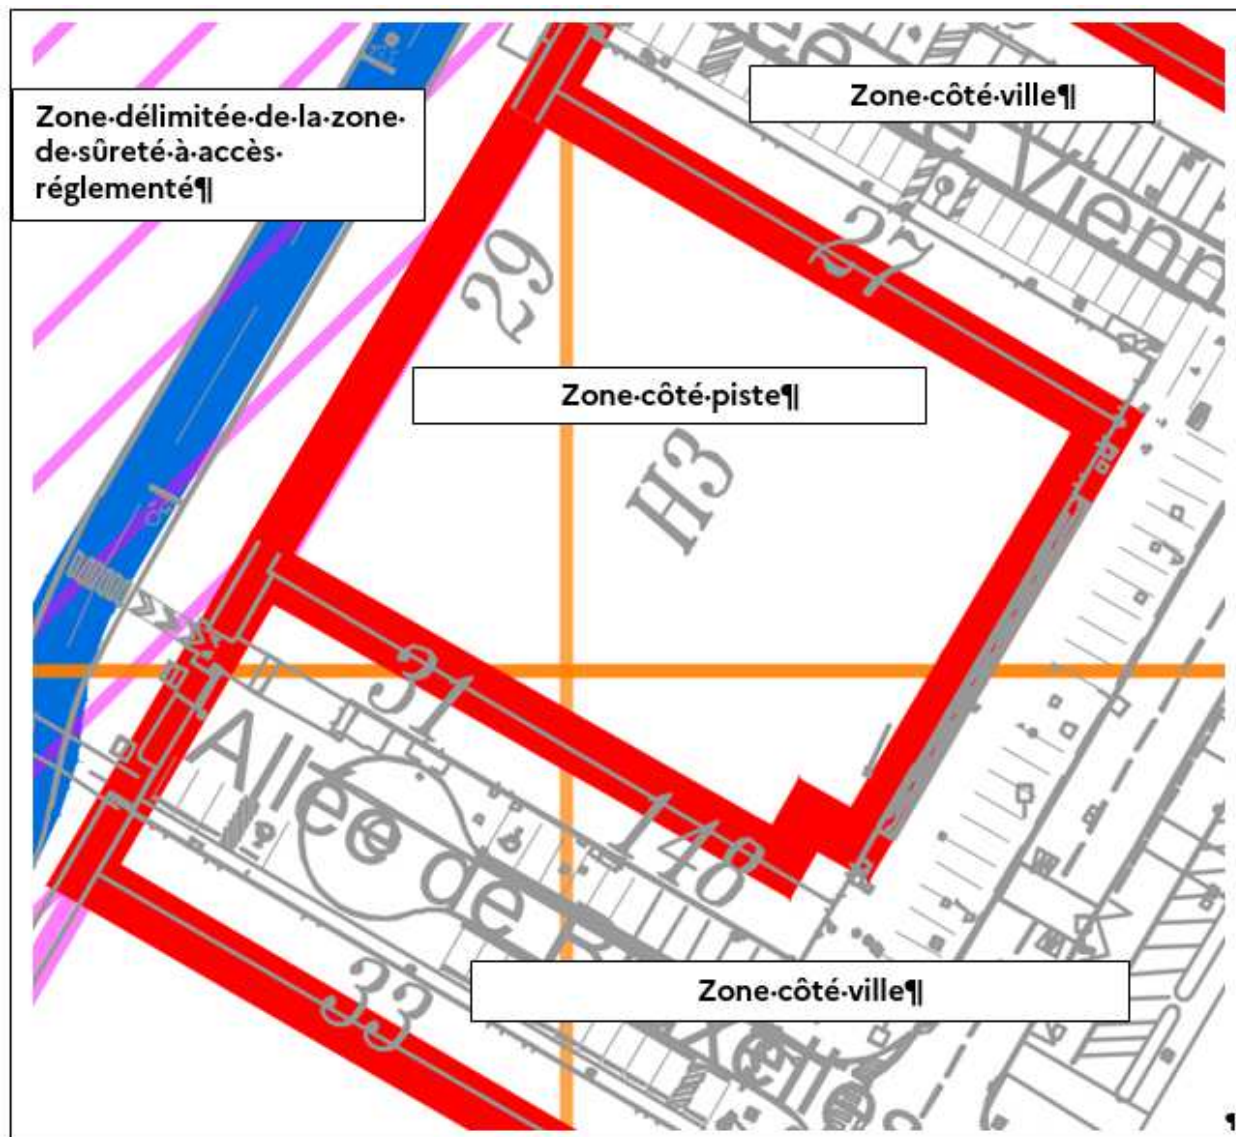 Zone·côté·ville¶
Zone·délimitée·de·la·zone·
de·sûreté·à·accès·
réglementé¶
27
29
Zone·côté·piste¶
H3
31
148
Allée de
33
Zone·côté·ville¶
¶